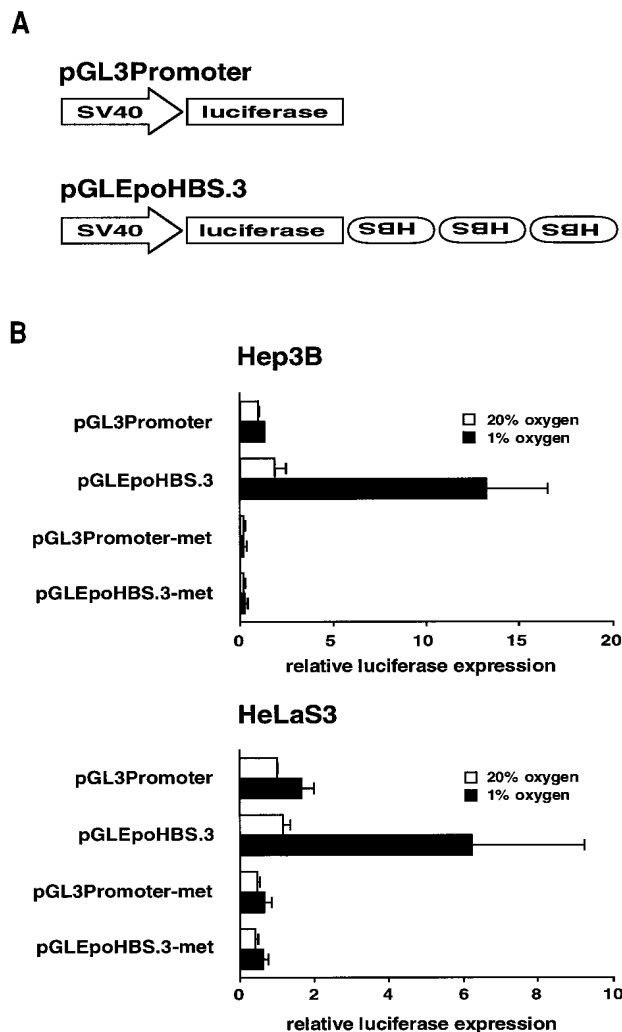 A
pGL3Promoter
SV40 luciferase
pGLEpoHBS.3
SV40 luciferase HBS HBS HBS
B
Hep3B
pGL3Promoter
20% oxygen
1% oxygen
pGLEpoHBS.3
pGL3Promoter-met
pGLEpoHBS.3-met
0 5 10 15 20
relative luciferase expression
HeLaS3
pGL3Promoter
20% oxygen
1% oxygen
pGLEpoHBS.3
pGL3Promoter-met
pGLEpoHBS.3-met
0 2 4 6 8 10
relative luciferase expression